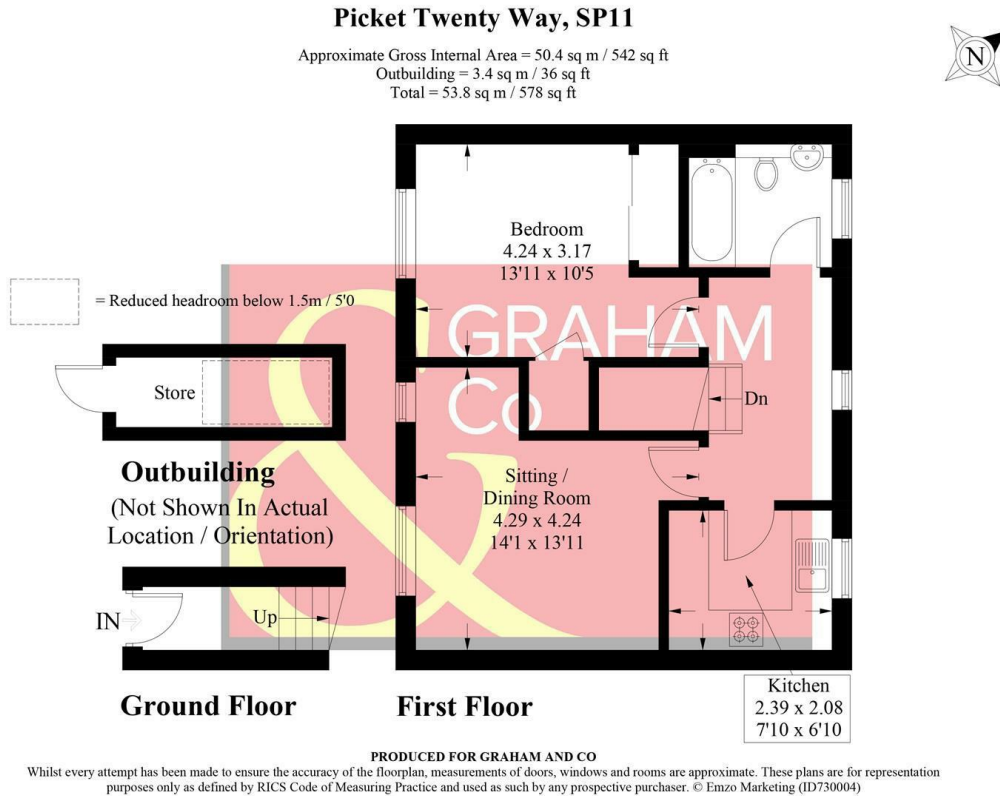 Picket Twenty Way, SP11
Approximate Gross Internal Area = 50.4 sq m / 542 sq ft
Outbuilding = 3.4 sq m / 36 sq ft
Total = 53.8 sq m / 578 sq ft
N
Bedroom
4.24 x 3.17
13'11 x 10'5
= Reduced headroom below 1.5m / 5'0
GRAHAM
& Co
Store
Dn
Outbuilding
(Not Shown In Actual
Location / Orientation)
Sitting /
Dining Room
4.29 x 4.24
14'1 x 13'11
IN
Up
Kitchen
2.39 x 2.08
7'10 x 6'10
Ground Floor
First Floor
PRODUCED FOR GRAHAM AND CO
Whilst every attempt has been made to ensure the accuracy of the floorplan, measurements of doors, windows and rooms are approximate. These plans are for representation
purposes only as defined by RICS Code of Measuring Practice and used as such by any prospective purchaser. © Emzo Marketing (ID730004)